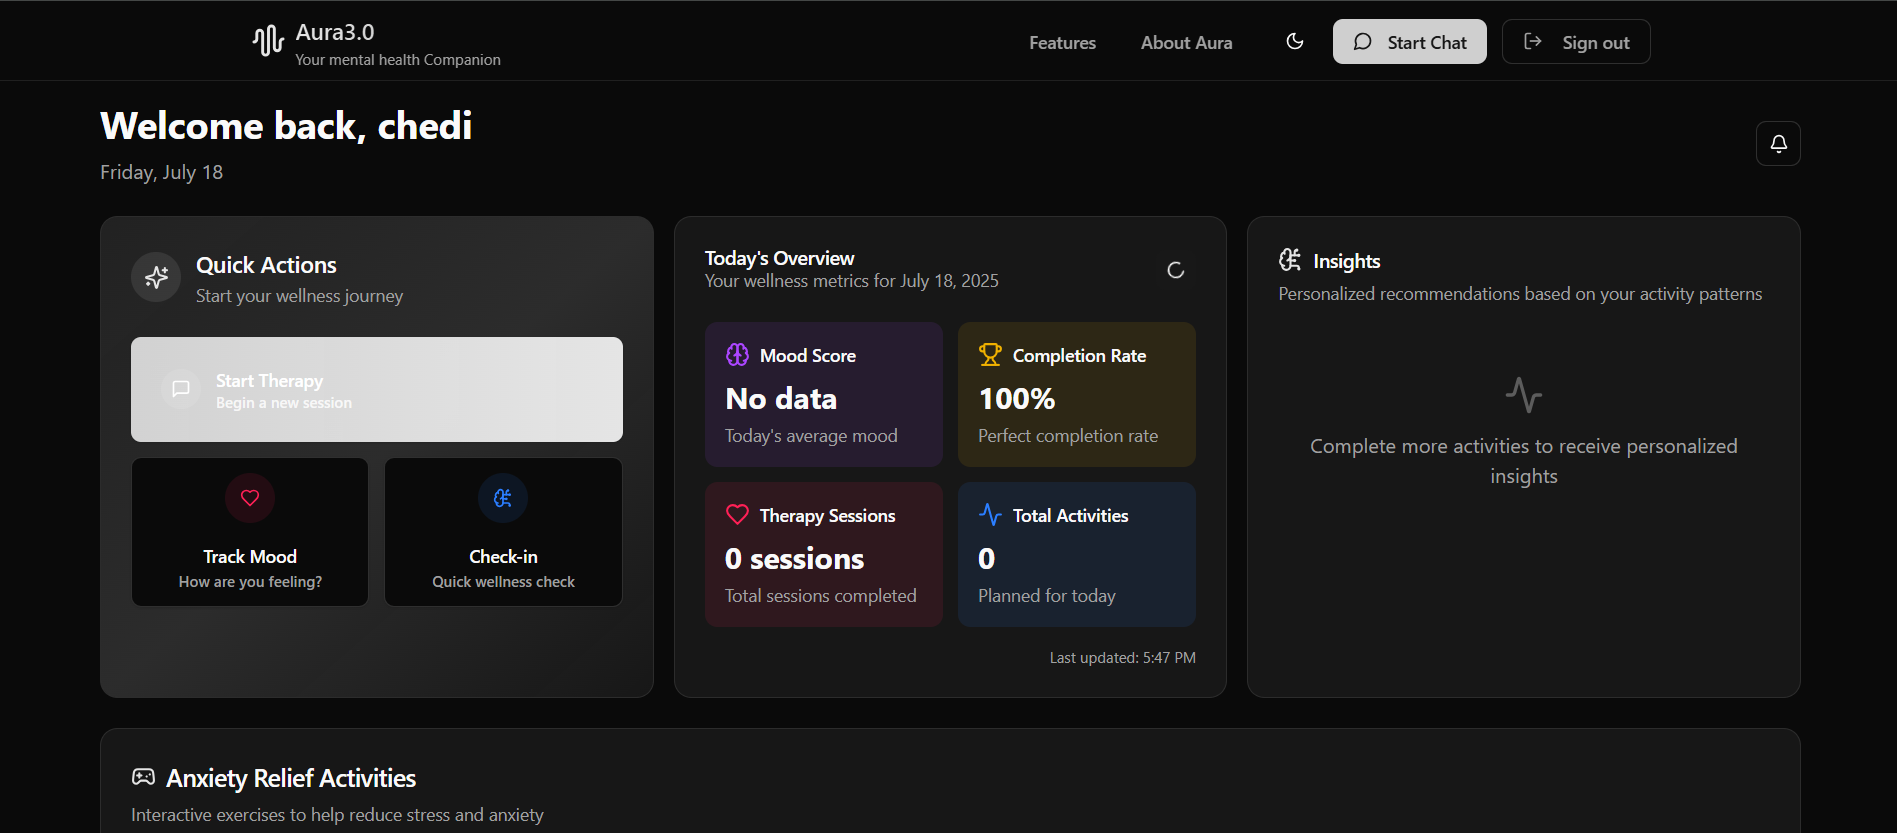 Aura3.0
Your mental health Companion
Features
About Aura
Start Chat
Sign out
Welcome back, chedi
Friday, July 18
Quick Actions
Start your wellness journey
Start Therapy
Begin a new session
Track Mood
How are you feeling?
Check-in
Quick wellness check
Today's Overview
Your wellness metrics for July 18, 2025
Mood Score
No data
Today's average mood
Completion Rate
100%
Perfect completion rate
Therapy Sessions
0 sessions
Total sessions completed
Total Activities
0
Planned for today
Last updated: 5:47 PM
Insights
Personalized recommendations based on your activity patterns
Complete more activities to receive personalized
insights
Anxiety Relief Activities
Interactive exercises to help reduce stress and anxiety